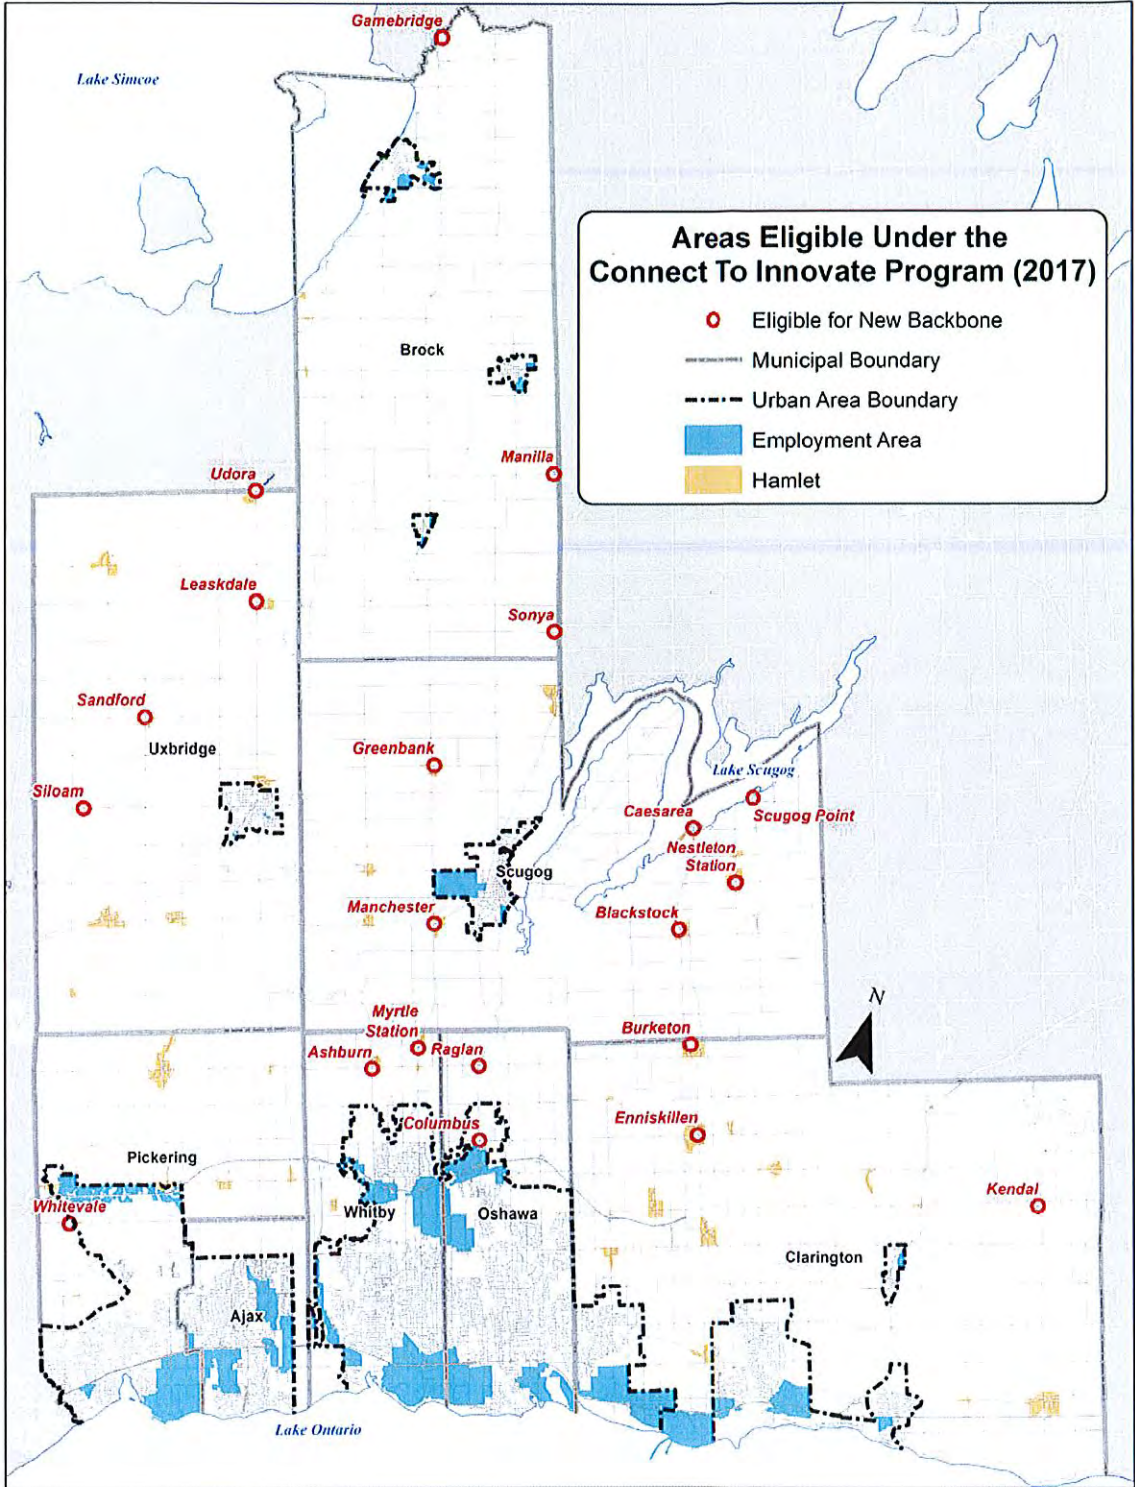 Gamebridge
Lake Simcoe
Areas Eligible Under the
Connect To Innovate Program (2017)
Eligible for New Backbone
Municipal Boundary
Urban Area Boundary
Employment Area
Hamlet
Brock
Manilla
Udora
Leaskdale
Sonya
Sandford
Uxbridge
Greenbank
Siloam
Lake Scugog
Caesarea
Scugog Point
Nestleton
Station
Scugog
Manchester
Blackstock
N
Myrtle
Station
Burketon
Ashburn
Raglan
Columbus
Enniskillen
Pickering
Kendal
Whitevale
Whitby
Oshawa
Clarington
Ajax
Lake Ontario